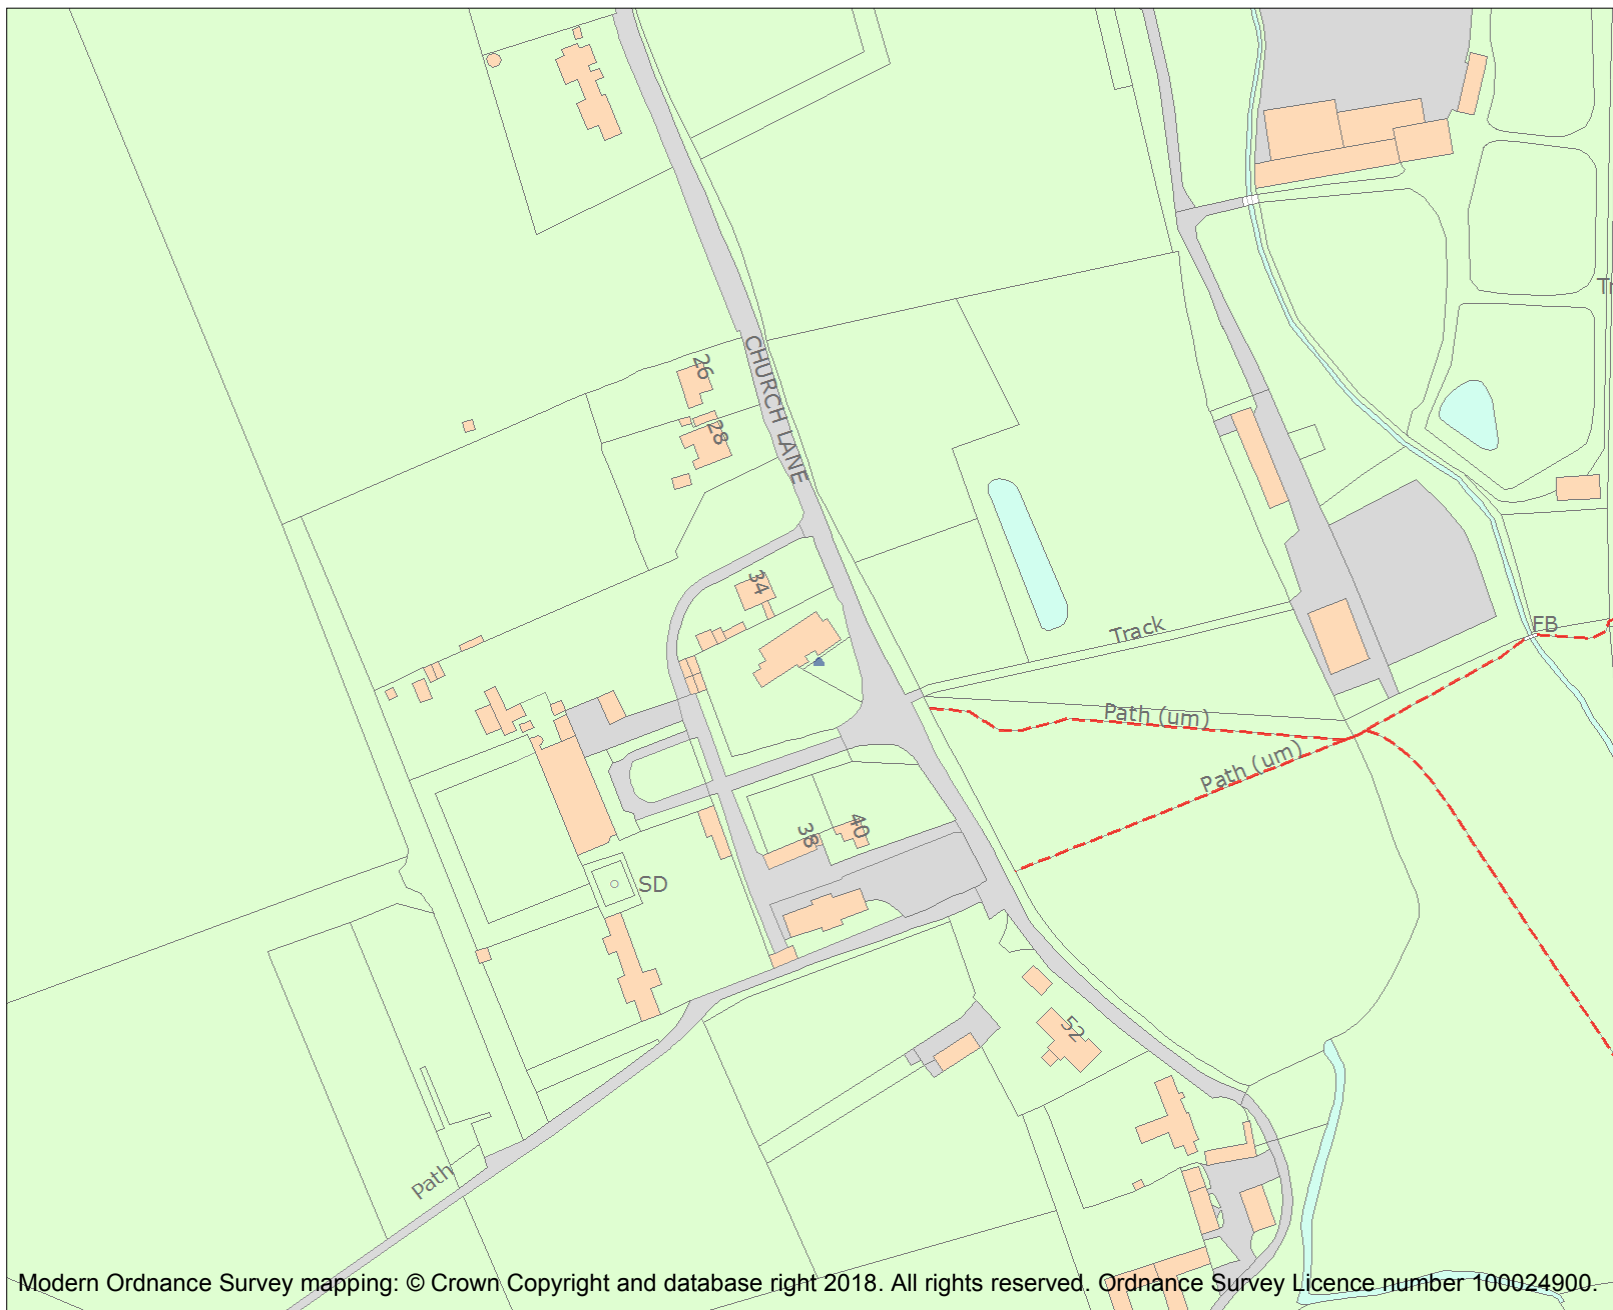 CHURCH LANE
26
28
34
Tr
FB
Track
Path (um)
Path (um)
38
40
SD
52
Path
Modern Ordnance Survey mapping: © Crown Copyright and database right 2018. All rights reserved. Ordnance Survey Licence number 100024900.